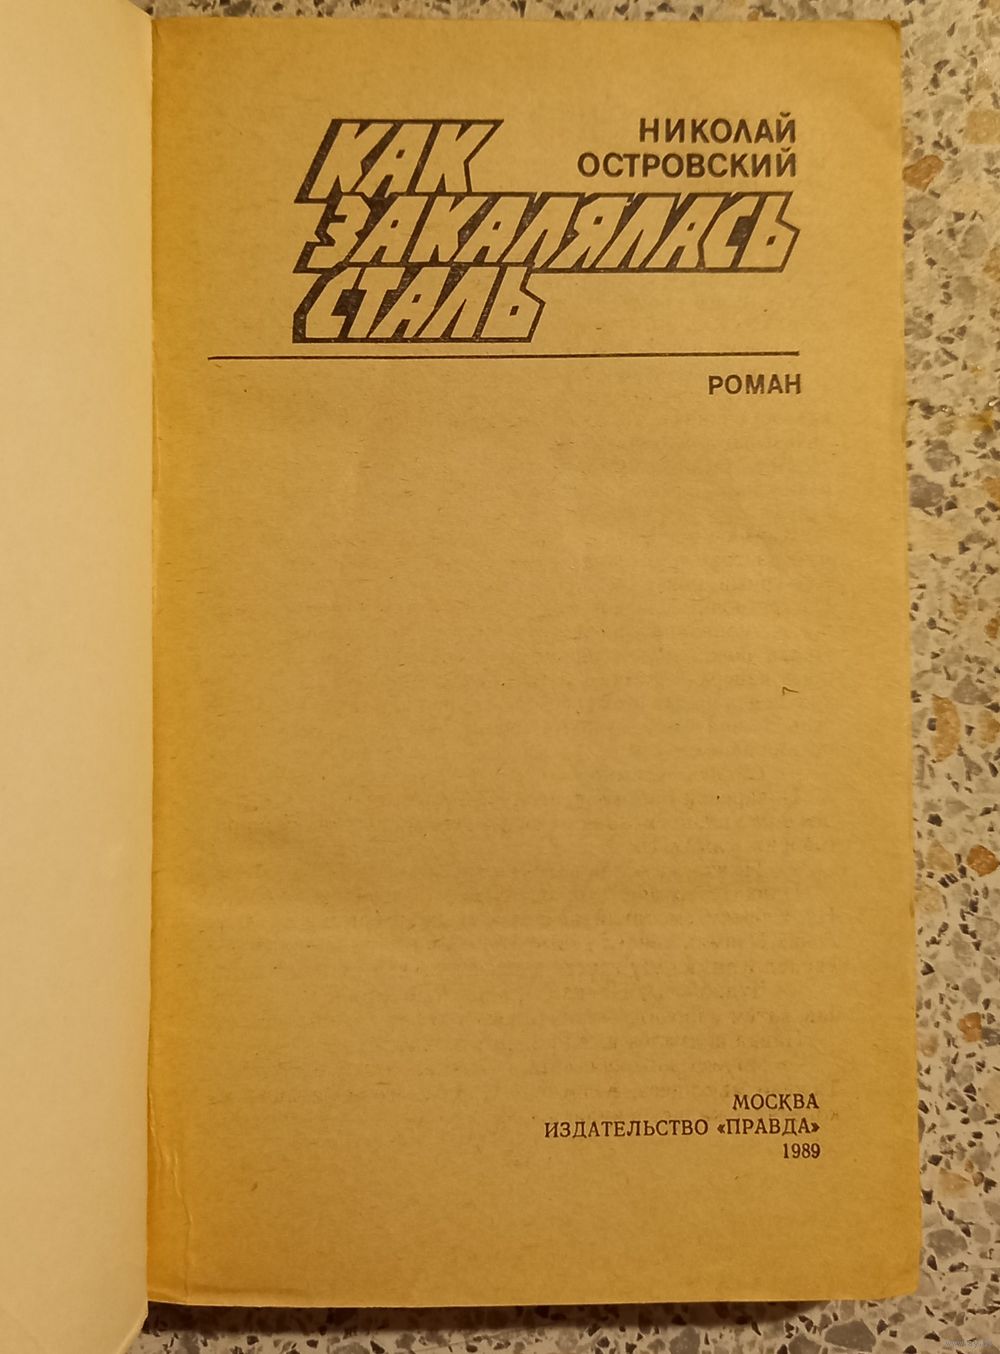 НИКОЛАЙ
ОСТРОВСКИЙ
КАК
ЗАКАЛЯЛАСЬ
СТАЛЬ
РОМАН
МОСКВА
ИЗДАТЕЛЬСТВО «ПРАВДА»
1989